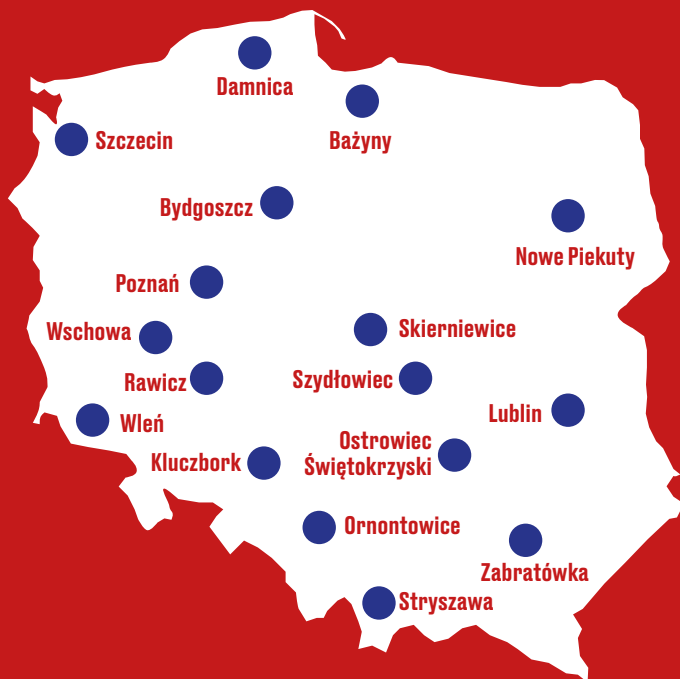 Damnica
Szczecin
Bażyny
Bydgoszcz
Nowe Piekuty
Poznań
Wschowa
Skierniewice
Rawicz
Szydłowiec
Lublin
Wleń
Ostrowiec
Świętokrzyski
Kluczbork
Ornontowice
Zabratówka
Stryszawa